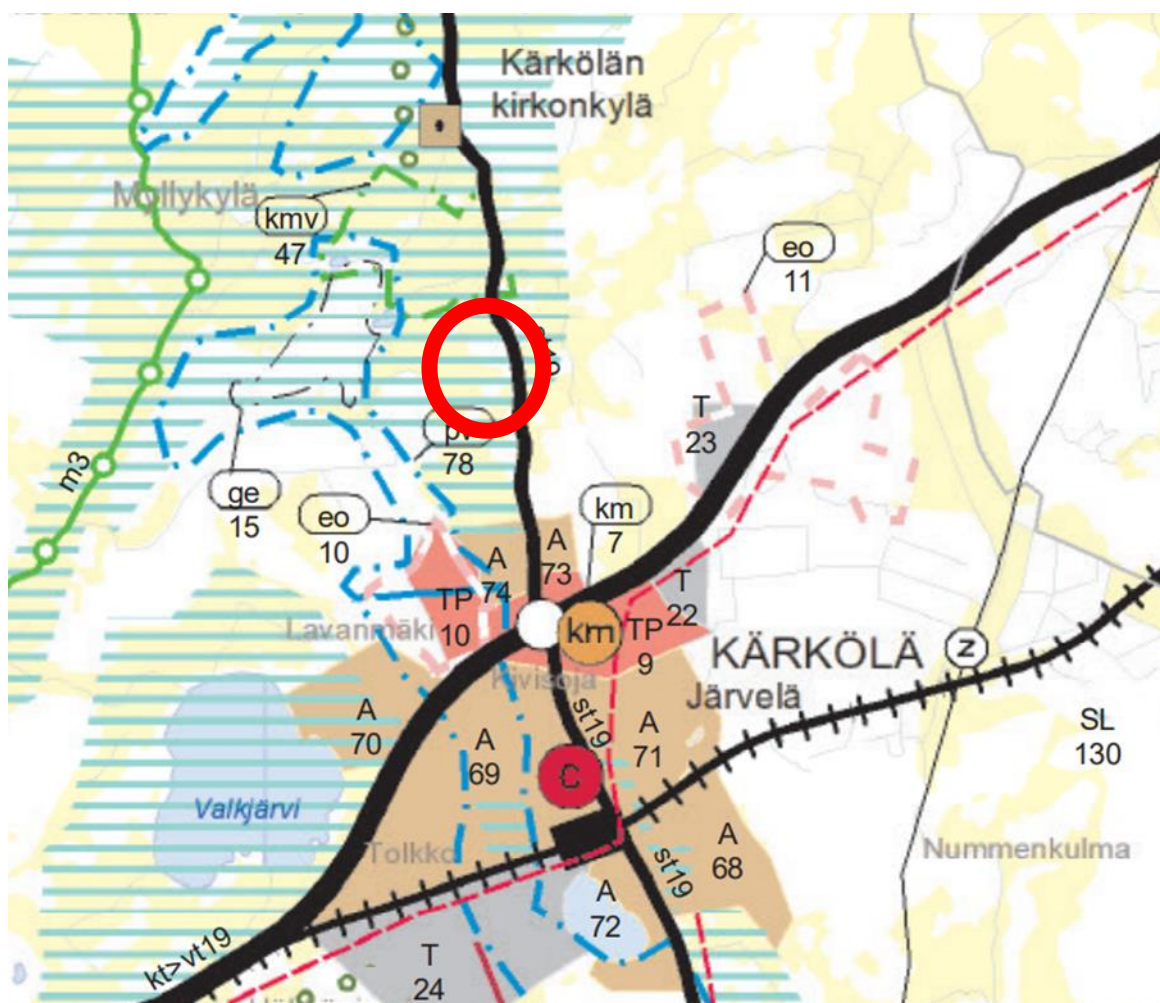 Kärkölän
kirkonkylä
Myllykylä
kmv
47
eo
11
m3
T
23
pv
78
ge
15
eo
10
km
7
A
74
A
73
TP
10
T
22
km
TP
9
Lavanmäki
Kivisoja
KÄRKÖLÄ
Järvelä
Z
A
70
A
69
st19
A
71
SL
130
C
Valkjärvi
Tolkko
st19
A
68
Nummenkulma
A
72
kt>vt19
T
24